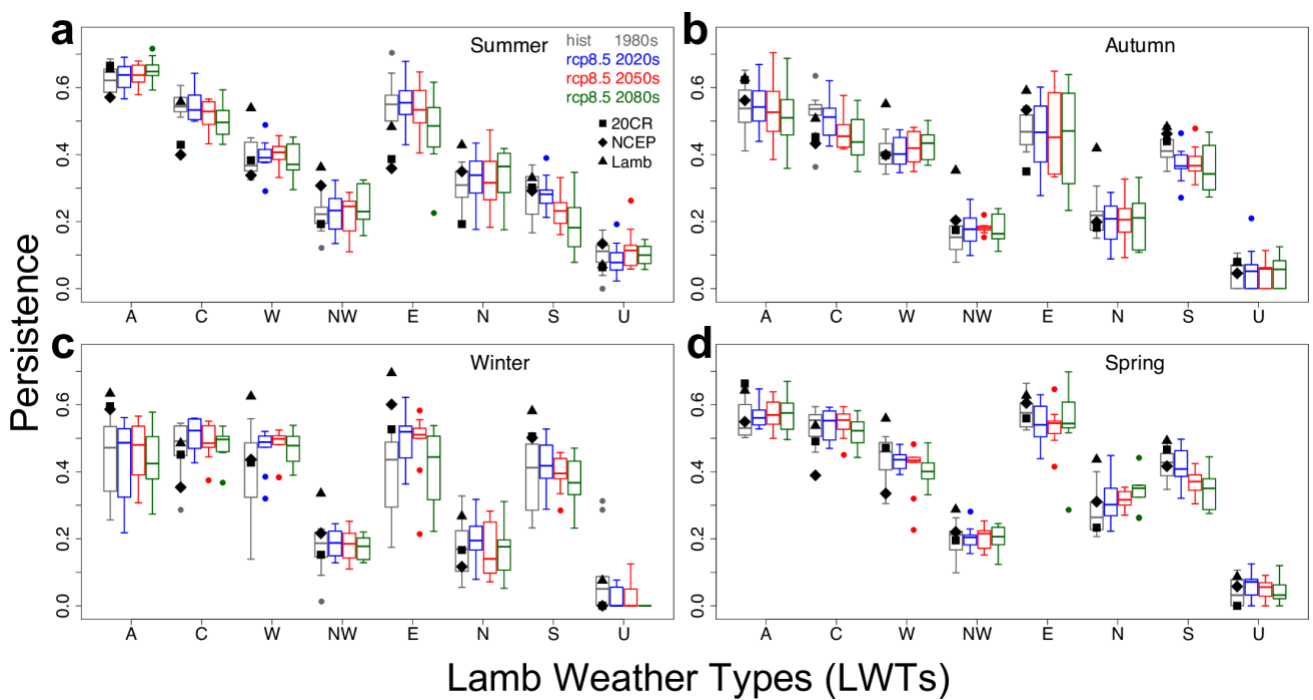 a Summer
hist 1980s
rcp8.5 2020s
rcp8.5 2050s
rcp8.5 2080s
20CR
NCEP
Lamb
0.6
0.4
0.2
0.0
A C W NW E N S U
b Autumn
0.6
0.4
0.2
0.0
A C W NW E N S U
c Winter
0.6
0.4
0.2
0.0
A C W NW E N S U
d Spring
0.6
0.4
0.2
0.0
A C W NW E N S U
Persistence
Lamb Weather Types (LWTs)